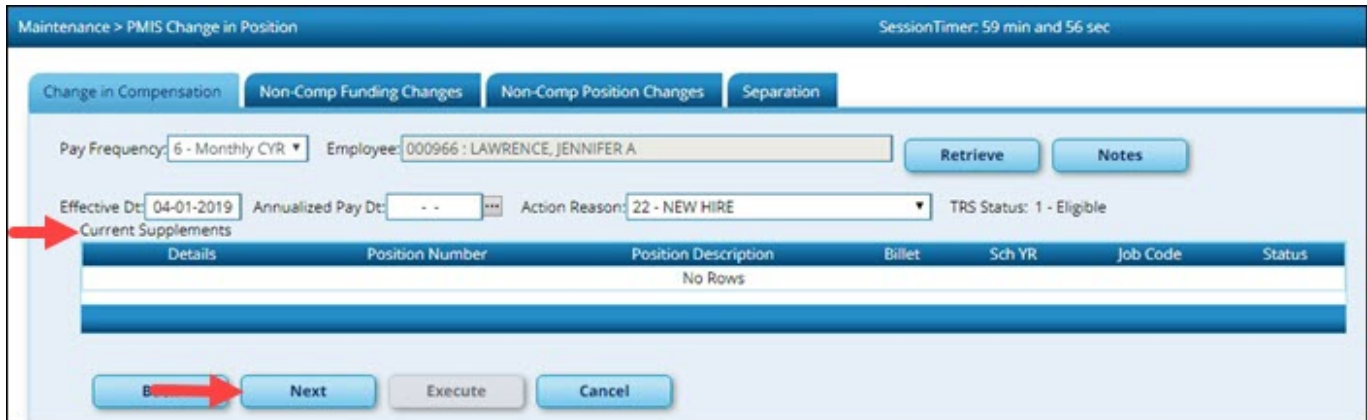 Maintenance > PMIS Change in Position SessionTimer: 59 min and 56 sec
Change in Compensation Non-Comp Funding Changes Non-Comp Position Changes Separation
Pay Frequency: 6 - Monthly CYR Employee: 000966 : LAWRENCE, JENNIFER A Retrieve Notes
Effective Dt: 04-01-2019 Annualized Pay Dt: - - ... Action Reason: 22 - NEW HIRE TRS Status: 1 - Eligible
Current Supplements
Details Position Number Position Description Billet Sch YR Job Code Status
No Rows
Next Execute Cancel